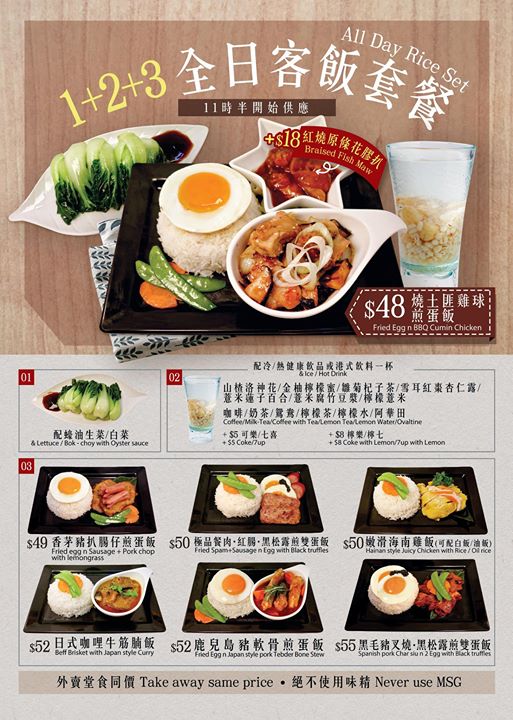 1+2+3 全日客飯套餐
All Day Rice Set
11時半開始供應
+$18 紅燒原條花膠扒
Braised Fish Maw
$48 燒土匪雞球
煎蛋飯
Fried Egg n BBQ Cumin Chicken
01
配蠔油生菜/白菜
& Lettuce / Bok - choy with Oyster sauce
02
配冷/熱健康飲品或港式飲料一杯
& Ice / Hot Drink
山楂洛神花/金柚檸檬蜜/雛菊杞子茶/雪耳紅棗杏仁露/
薏米蓮子百合/薏米腐竹豆漿/檸檬薏米
咖啡/奶茶/鴛鴦/檸檬茶/檸檬水/阿華田
Coffee/Milk-Tea/Coffee with Tea/Lemon Tea/Lemon Water/Ovaltine
+ $5 可樂/七喜
+ $5 Coke/7up
+ $8 檸樂/檸七
+ $8 Coke with Lemon/7up with Lemon
03
$49 香茅豬扒腸仔煎蛋飯
Fried egg n Sausage + Pork chop
with lemongrass
$50 極品餐肉·紅腸·黑松露煎雙蛋飯
Fried Spam+Sausage n Egg with Black truffles
$50 嫩滑海南雞飯(可配白飯/油飯)
Hainan style Juicy Chicken with Rice / Oil rice
$52 日式咖哩牛筋腩飯
Beff Brisket with Japan style Curry
$52 鹿兒島豬軟骨煎蛋飯
Fried Egg n Japan style pork Tebder Bone Stew
$55 黑毛豬叉燒·黑松露煎雙蛋飯
Spanish pork Char siu n 2 Egg with Black truffles
外賣堂食同價 Take away same price · 絕不使用味精 Never use MSG